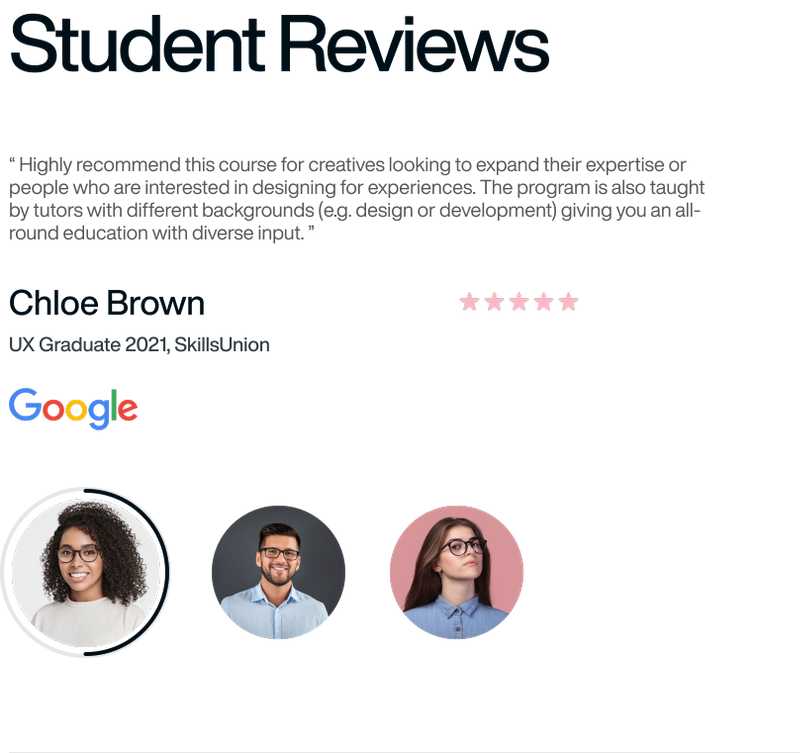 Student Reviews
“ Highly recommend this course for creatives looking to expand their expertise or
people who are interested in designing for experiences. The program is also taught
by tutors with different backgrounds (e.g. design or development) giving you an all-
round education with diverse input. ”
Chloe Brown
UX Graduate 2021, SkillsUnion
Google